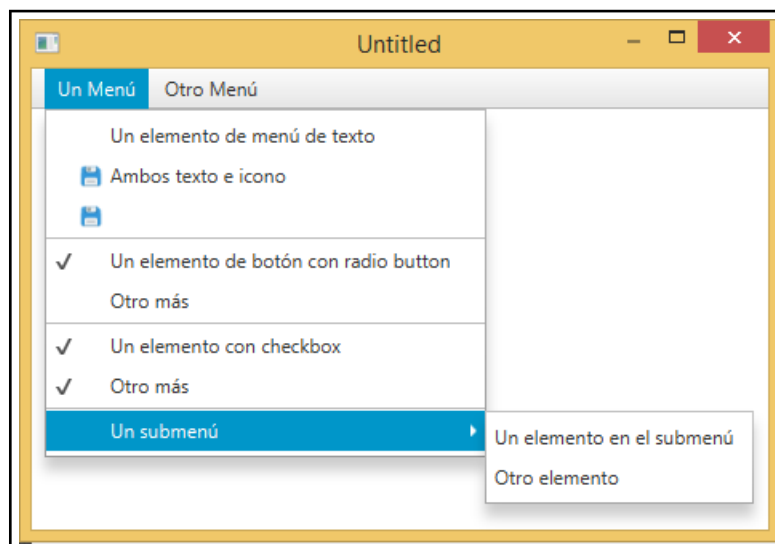 Untitled
Un Menú Otro Menú
Un elemento de menú de texto
Ambos texto e icono
Un elemento de botón con radio button
Otro más
Un elemento con checkbox
Otro más
Un submenú
Un elemento en el submenú
Otro elemento